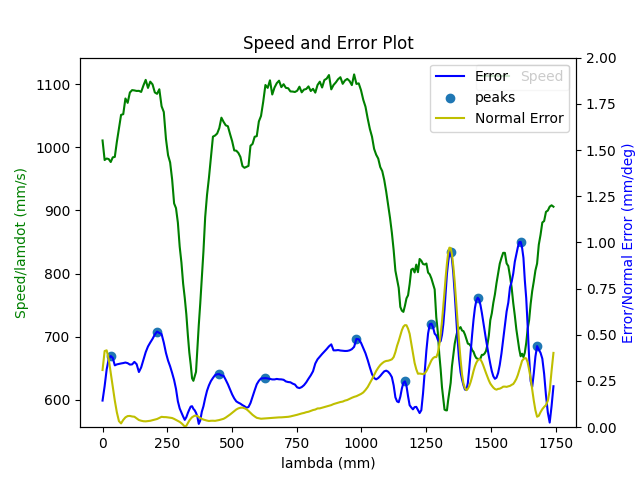 Speed and Error Plot
Speed/lamdot (mm/s)
1100
1000
900
800
700
600
0
250
500
750
1000
1250
1500
1750
lambda (mm)
2.00
1.75
1.50
1.25
1.00
0.75
0.50
0.25
0.00
Error/Normal Error (mm/deg)
Error
Speed
peaks
Normal Error